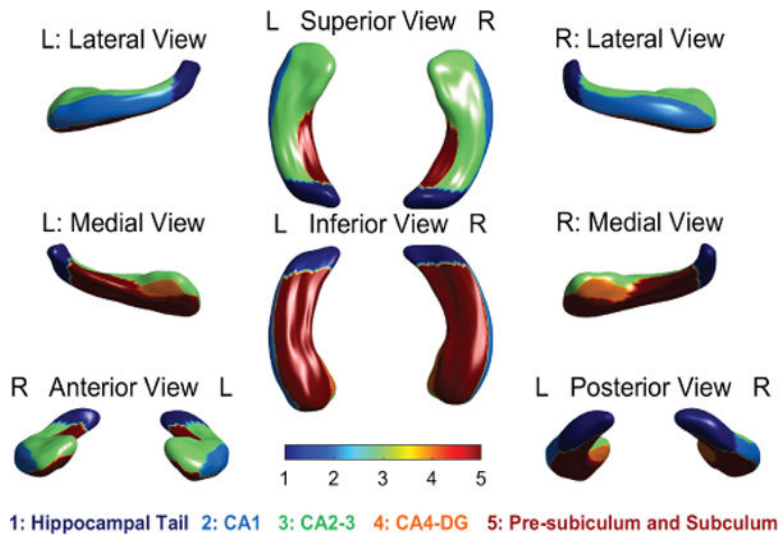 L Superior View R
L: Lateral View
R: Lateral View
L: Medial View
L Inferior View R
R: Medial View
R Anterior View L
L Posterior View R
1 2 3 4 5
1: Hippocampal Tail 2: CA1 3: CA2-3 4: CA4-DG 5: Pre-subiculum and Subculum